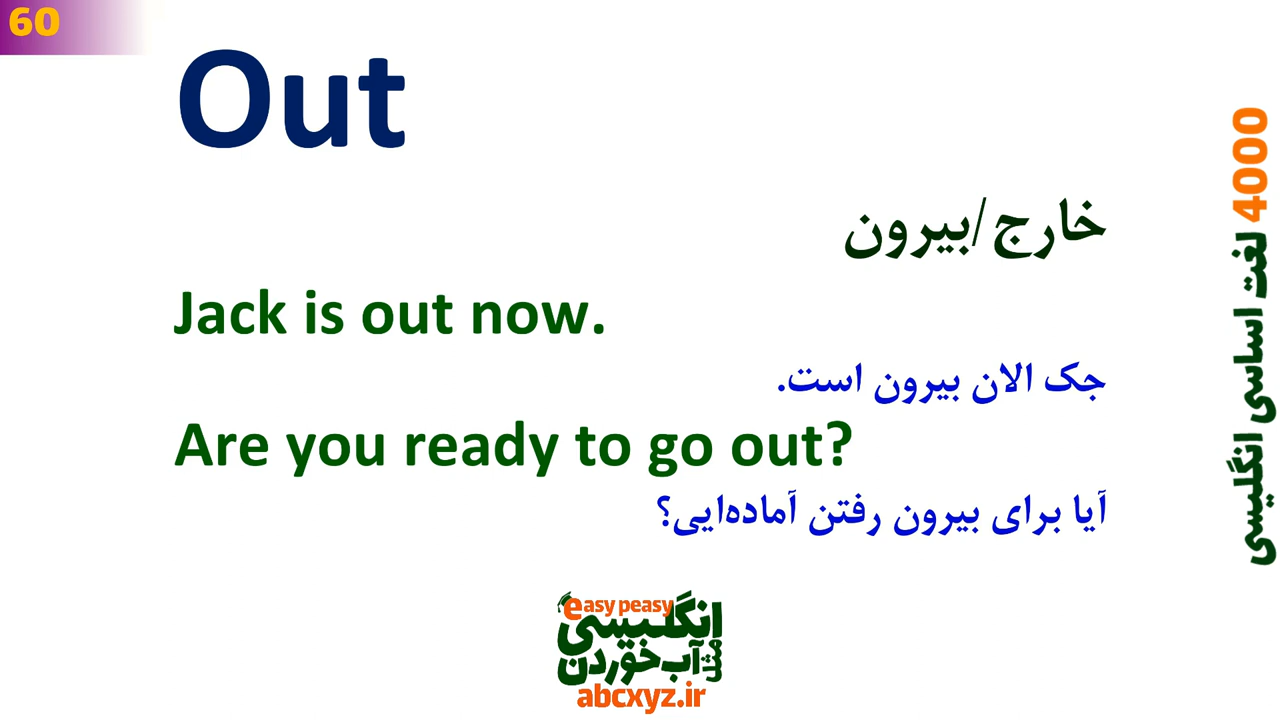 60
Out
خارج/بیرون
Jack is out now.
جک الان بیرون است.
Are you ready to go out?
آیا برای بیرون رفتن آماده‌ایی؟
4000 لغت اساسی انگلیسی
easy peasy
انگلیسی
مثل آب خوردن
abcxyz.ir